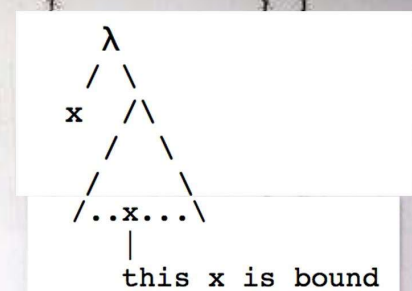 λ
/ \
x /\
/ \
/ \
/..x...\
|
this x is bound